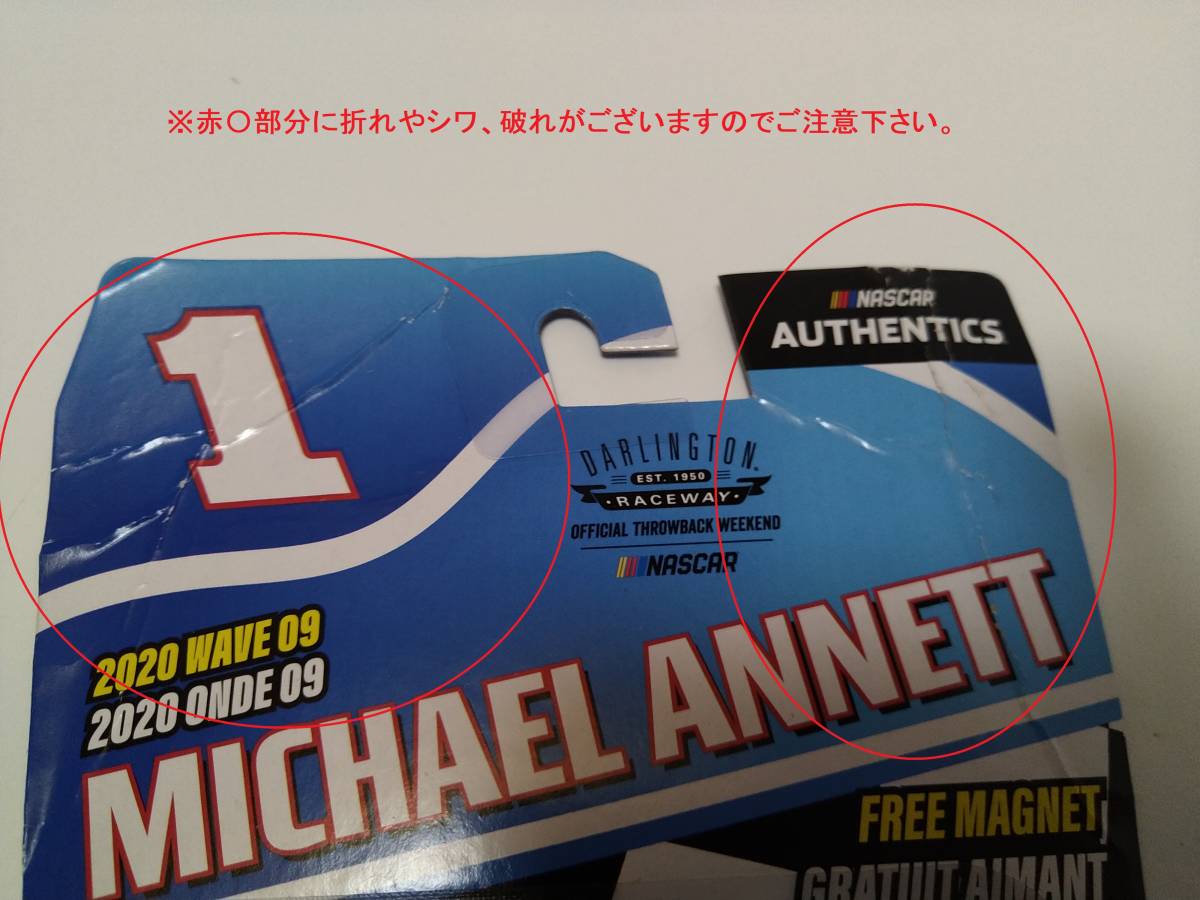 ※赤〇部分に折れやシワ、破れがございますのでご注意下さい。
1
NASCAR
AUTHENTICS
DARLINGTON
EST. 1950
RACEWAY
OFFICIAL THROWBACK WEEKEND
NASCAR
2020 WAVE 09
2020 ONDE 09
MICHAEL ANNETT
FREE MAGNET
GRATUIT AIMANT